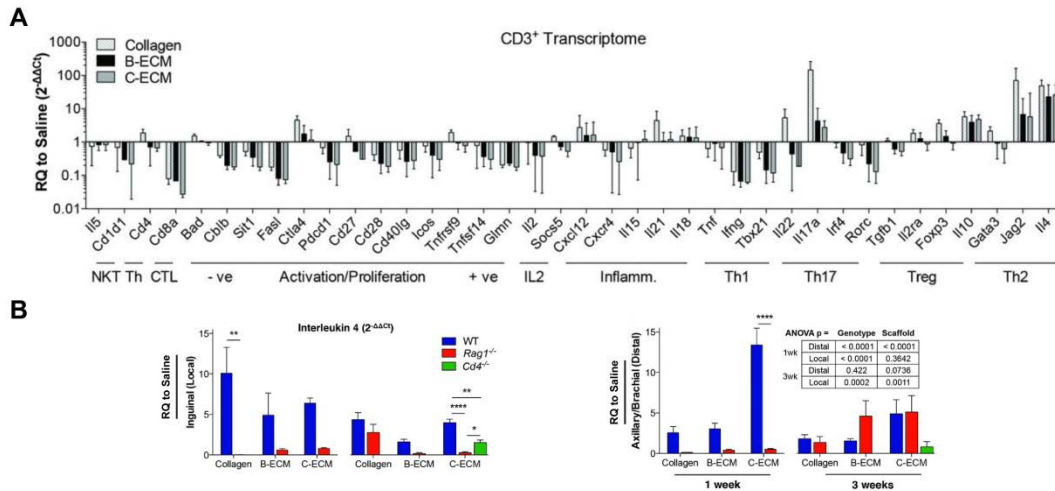 A
CD3⁺ Transcriptome
RQ to Saline (2^-ΔΔCt)
Collagen
B-ECM
C-ECM
1000
100
10
1
0.1
0.01
Il5 Cd1d1 Cd4 Cd8a Bad Cblb Sit1 Fasl Ctla4 Pdcd1 Cd27 Cd28 Cd40lg Icos Tnfrsf9 Tnfsf14 Glmn Il2 Socs5 Cxcl12 Cxcr4 Il15 Il21 Il18 Tnf Ifng Tbx21 Il22 Il17a Irf4 Rorc Tgfb1 Il2ra Foxp3 Il10 Gata3 Jag2 Il4
NKT Th CTL - ve Activation/Proliferation + ve IL2 Inflamm. Th1 Th17 Treg Th2
B
Interleukin 4 (2^-ΔΔCt)
RQ to Saline
Inguinal (Local)
15
10
5
0
**
WT
Rag1⁻/⁻
Cd4⁻/⁻
**
****
*
Collagen B-ECM C-ECM Collagen B-ECM C-ECM
RQ to Saline
Axillary/Brachial (Distal)
20
15
10
5
0
****
ANOVA p = Genotype Scaffold
1wk Distal < 0.0001 < 0.0001
Local < 0.0001 0.3642
3wk Distal 0.422 0.0736
Local 0.0002 0.0011
Collagen B-ECM C-ECM Collagen B-ECM C-ECM
1 week 3 weeks